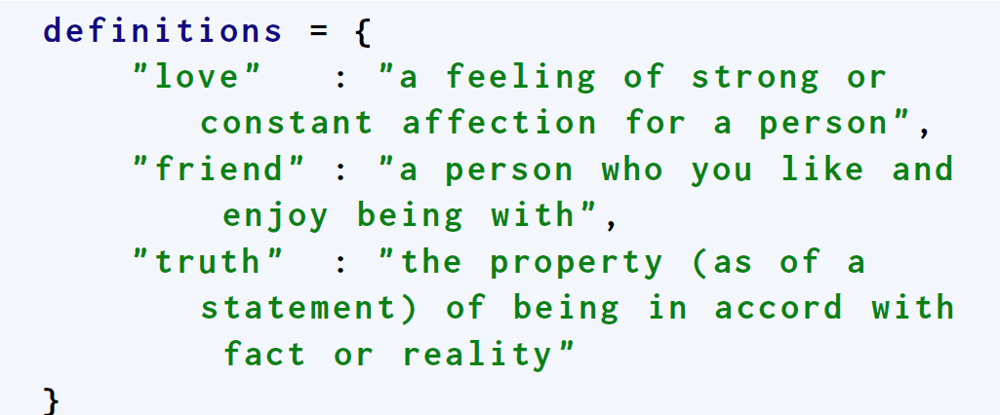 definitions = {
"love" : "a feeling of strong or
constant affection for a person",
"friend" : "a person who you like and
enjoy being with",
"truth" : "the property (as of a
statement) of being in accord with
fact or reality"
}